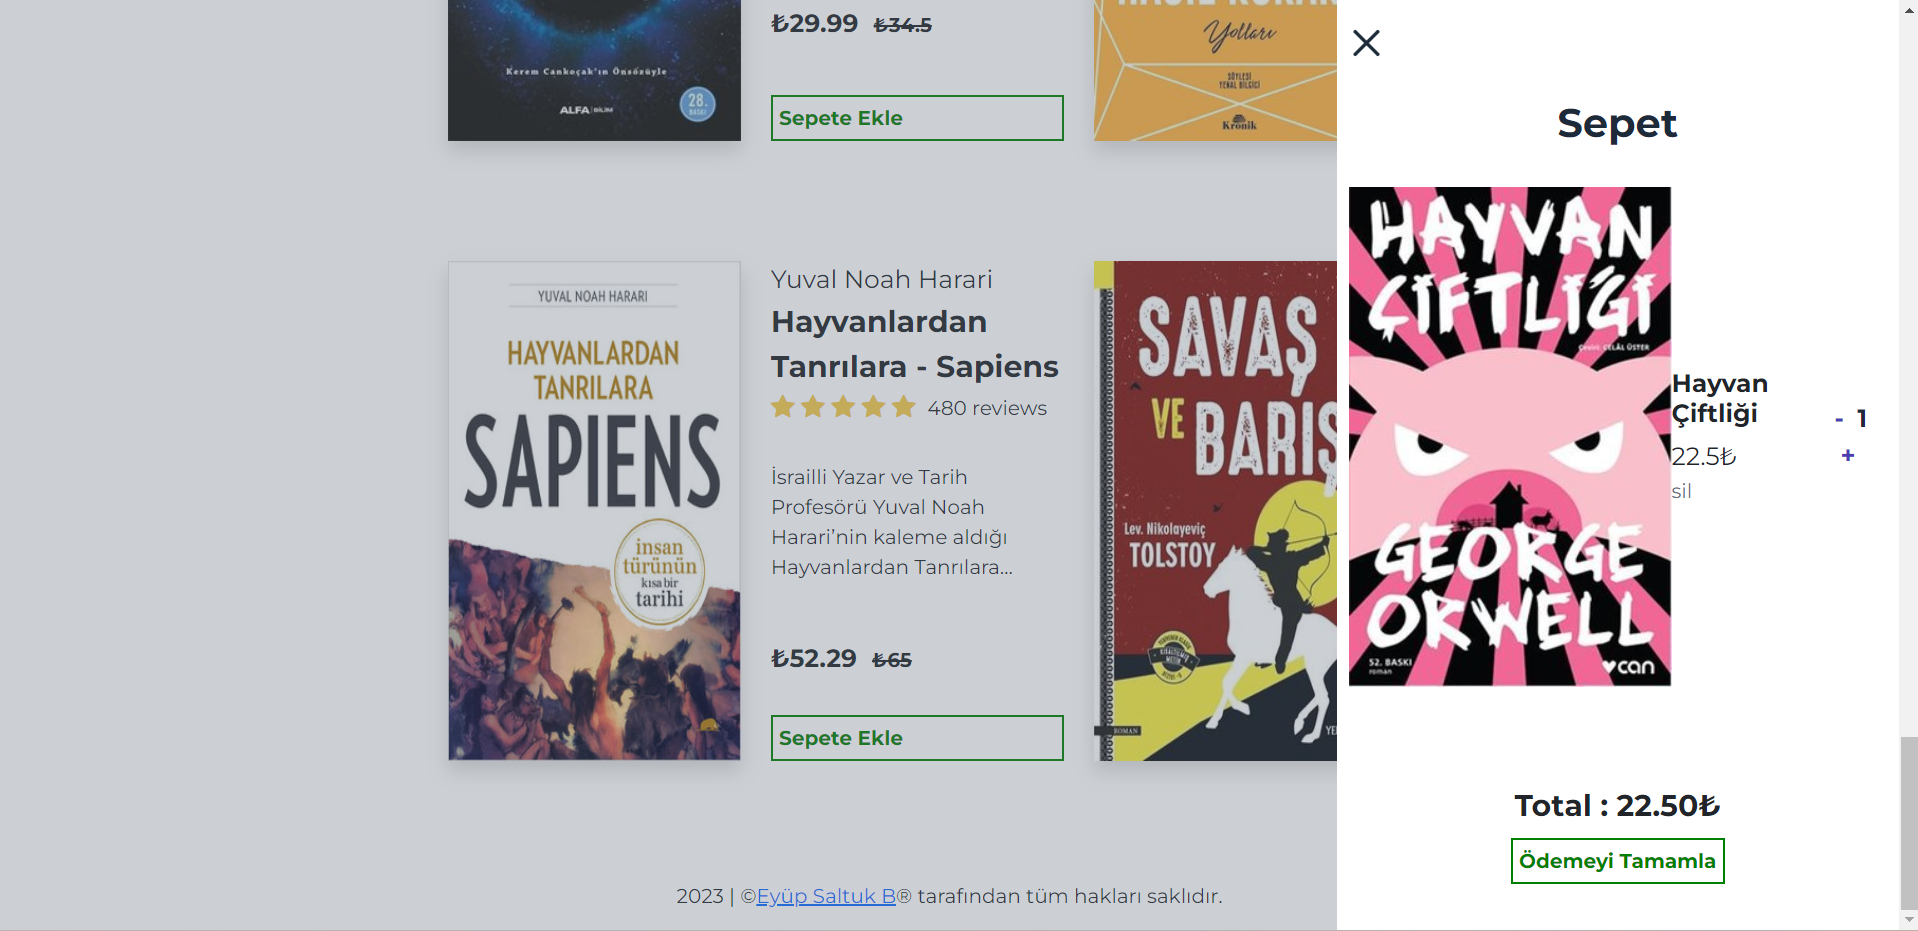 Kerem Cankoçak'ın Önsözüyle
ALFA | BİLİM
28.
BASKI
₺29.99 ₺34.5
Sepete Ekle
Yolları
SÖYLEŞİ
YENAL BİLGİCİ
Kronik
YUVAL NOAH HARARI
HAYVANLARDAN
TANRILARA
SAPIENS
insan
türünün
kısa bir
tarihi
Yuval Noah Harari
Hayvanlardan
Tanrılara - Sapiens
480 reviews
İsrailli Yazar ve Tarih
Profesörü Yuval Noah
Harari’nin kaleme aldığı
Hayvanlardan Tanrılara...
₺52.29 ₺65
Sepete Ekle
SAVAŞ
VE
BARIŞ
Lev. Nikolayeviç
TOLSTOY
ROMAN
2023 | ©Eyüp Saltuk B® tarafından tüm hakları saklıdır.
Sepet
HAYVAN
ÇİFTLİĞİ
Çeviri: CELÂL ÜSTER
GEORGE
ORWELL
52. BASKI
roman
can
Hayvan
Çiftliği
22.5₺
sil
- 1
+
Total : 22.50₺
Ödemeyi Tamamla